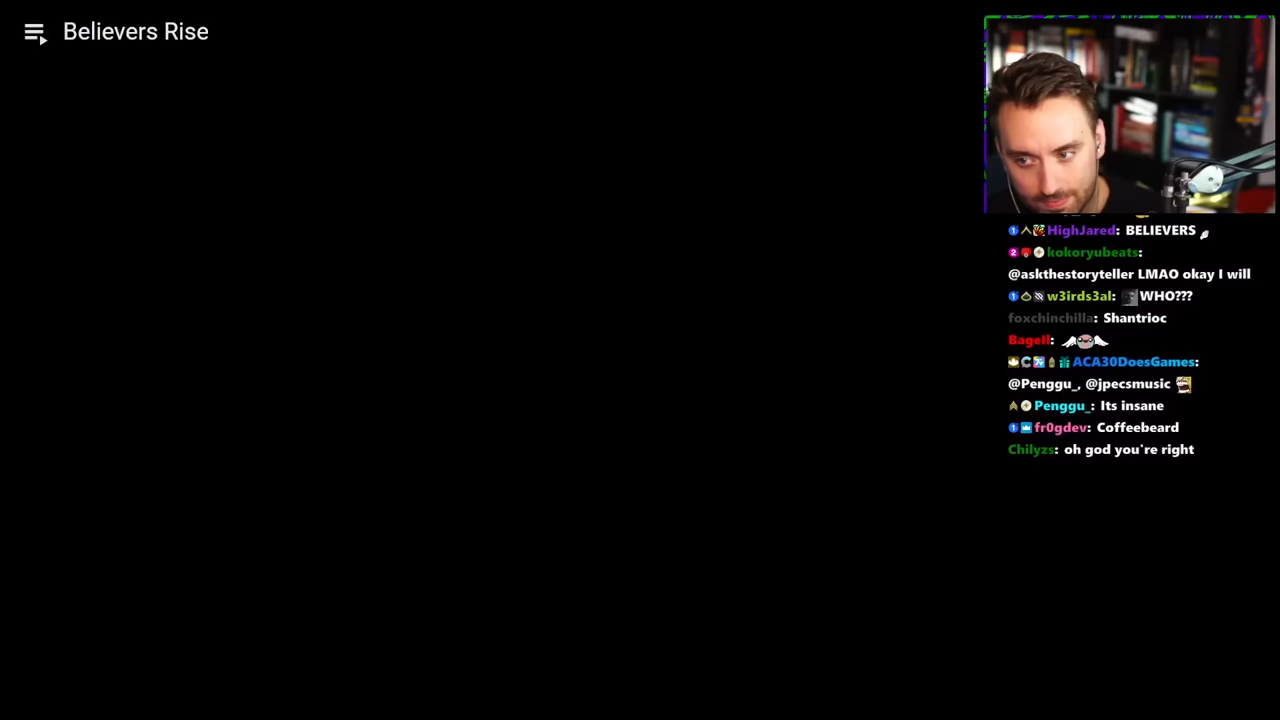 Believers Rise
HighJared: BELIEVERS
kokoryubeats:
@askthestoryteller LMAO okay I will
w3irds3al: WHO???
foxchinchilla: Shantrioc
Bagell:
ACA30DoesGames:
@Penggu_, @jpecsmusic
Penggu_: Its insane
fr0gdev: Coffeebeard
Chilyzs: oh god you're right